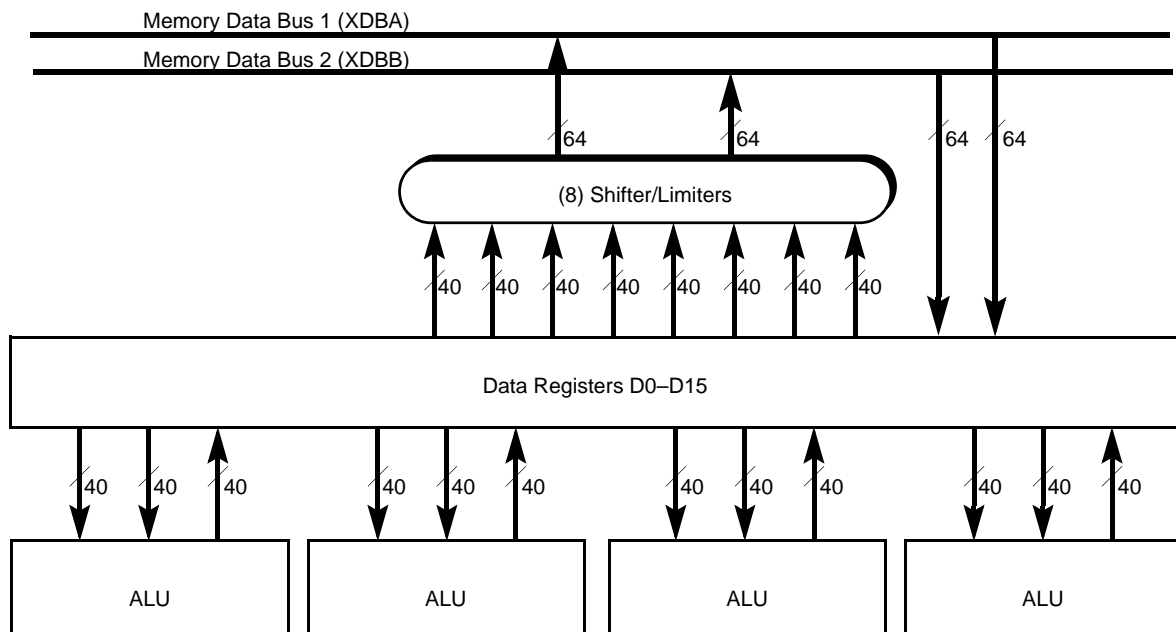 Memory Data Bus 1 (XDBA)
Memory Data Bus 2 (XDBB)
64 64 64 64
(8) Shifter/Limiters
40 40 40 40 40 40 40 40
Data Registers D0–D15
40 40 40 40 40 40 40 40 40 40 40 40
ALU ALU ALU ALU